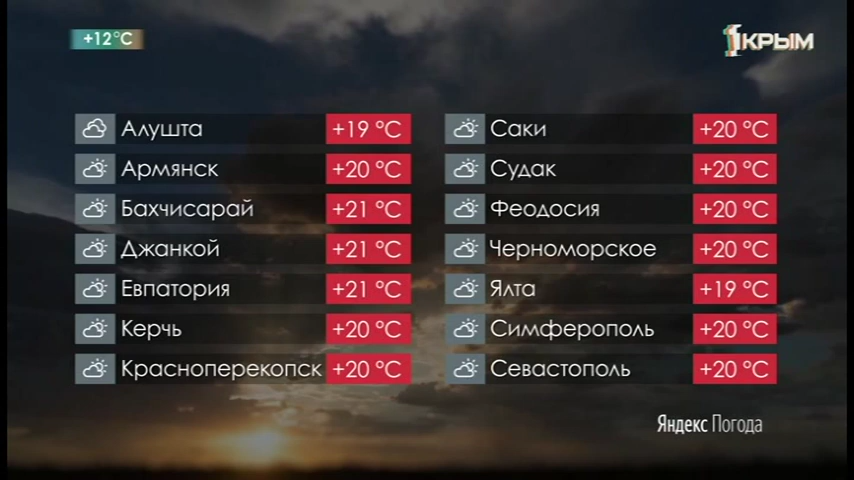 +12°C
1КРЫМ
Алушта +19 °C
Армянск +20 °C
Бахчисарай +21 °C
Джанкой +21 °C
Евпатория +21 °C
Керчь +20 °C
Красноперекопск +20 °C
Саки +20 °C
Судак +20 °C
Феодосия +20 °C
Черноморское +20 °C
Ялта +19 °C
Симферополь +20 °C
Севастополь +20 °C
Яндекс Погода